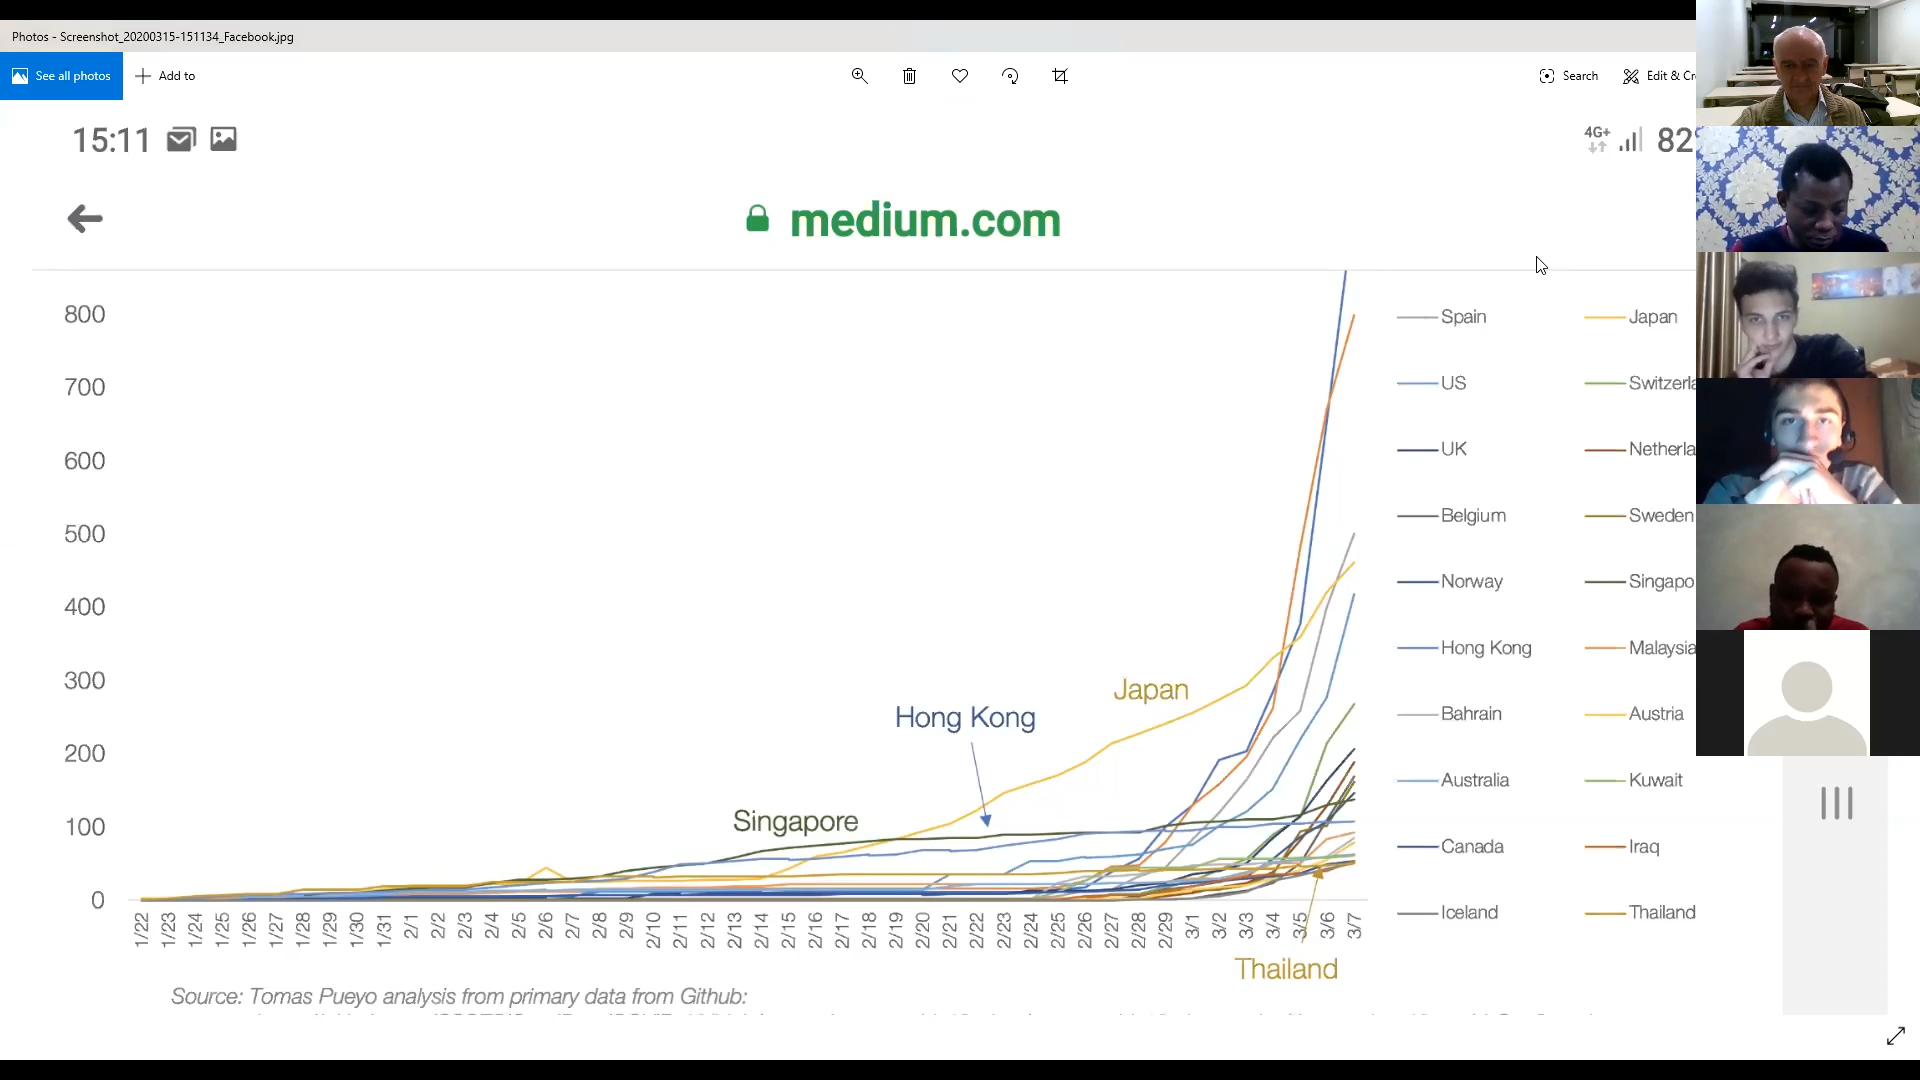 Photos - Screenshot_20200315-151134_Facebook.jpg
See all photos
Add to
Search
Edit & Cr
15:11
4G+
82
medium.com
800
700
600
500
400
300
200
100
0
Spain
Japan
US
Switzerla
UK
Netherla
Belgium
Sweden
Norway
Singapo
Hong Kong
Malaysia
Bahrain
Austria
Australia
Kuwait
Canada
Iraq
Iceland
Thailand
Japan
Hong Kong
Singapore
1/22 1/23 1/24 1/25 1/26 1/27 1/28 1/29 1/30 1/31 2/1 2/2 2/3 2/4 2/5 2/6 2/7 2/8 2/9 2/10 2/11 2/12 2/13 2/14 2/15 2/16 2/17 2/18 2/19 2/20 2/21 2/22 2/23 2/24 2/25 2/26 2/27 2/28 2/29 3/1 3/2 3/3 3/4 3/5 3/6 3/7
Thailand
Source: Tomas Pueyo analysis from primary data from Github: